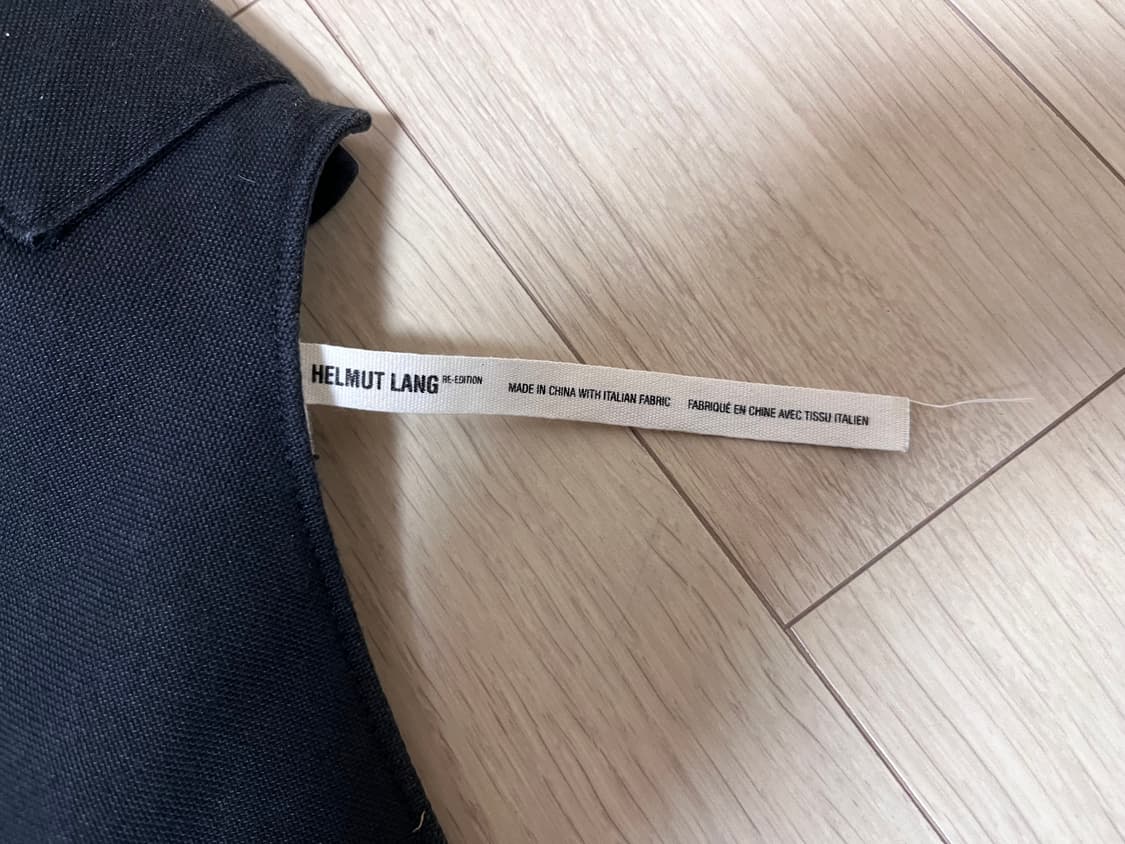 HELMUT LANG RE-EDITION MADE IN CHINA WITH ITALIAN FABRIC FABRIQUÉ EN CHINE AVEC TISSU ITALIEN